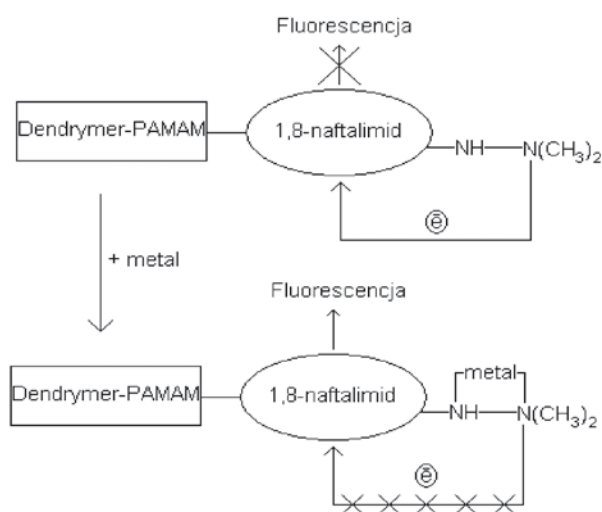 Fluorescencja
Dendrymer-PAMAM
1,8-naftalimid
NH
N(CH₃)₂
ē
+ metal
Fluorescencja
Dendrymer-PAMAM
1,8-naftalimid
metal
NH
N(CH₃)₂
ē